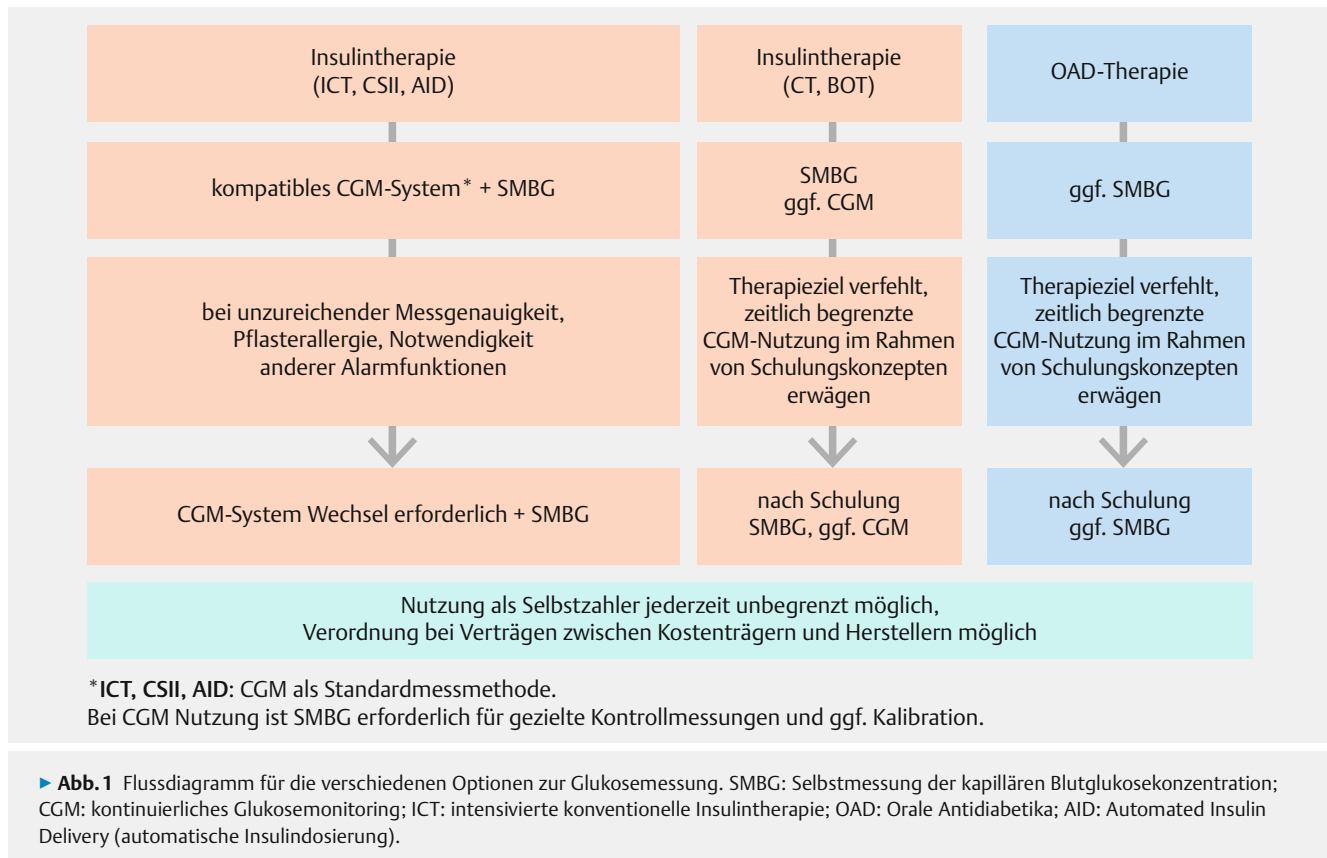 Insulintherapie
(ICT, CSII, AID)
Insulintherapie
(CT, BOT)
OAD-Therapie
kompatibles CGM-System* + SMBG
SMBG
ggf. CGM
ggf. SMBG
bei unzureichender Messgenauigkeit,
Pflasterallergie, Notwendigkeit
anderer Alarmfunktionen
Therapieziel verfehlt,
zeitlich begrenzte
CGM-Nutzung im Rahmen
von Schulungskonzepten
erwägen
Therapieziel verfehlt,
zeitlich begrenzte
CGM-Nutzung im Rahmen
von Schulungskonzepten
erwägen
CGM-System Wechsel erforderlich + SMBG
nach Schulung
SMBG, ggf. CGM
nach Schulung
ggf. SMBG
Nutzung als Selbstzahler jederzeit unbegrenzt möglich,
Verordnung bei Verträgen zwischen Kostenträgern und Herstellern möglich
*ICT, CSII, AID: CGM als Standardmessmethode.
Bei CGM Nutzung ist SMBG erforderlich für gezielte Kontrollmessungen und ggf. Kalibration.
▶ Abb. 1 Flussdiagramm für die verschiedenen Optionen zur Glukosemessung. SMBG: Selbstmessung der kapillären Blutglukosekonzentration;
CGM: kontinuierliches Glukosemonitoring; ICT: intensivierte konventionelle Insulintherapie; OAD: Orale Antidiabetika; AID: Automated Insulin
Delivery (automatische Insulindosierung).